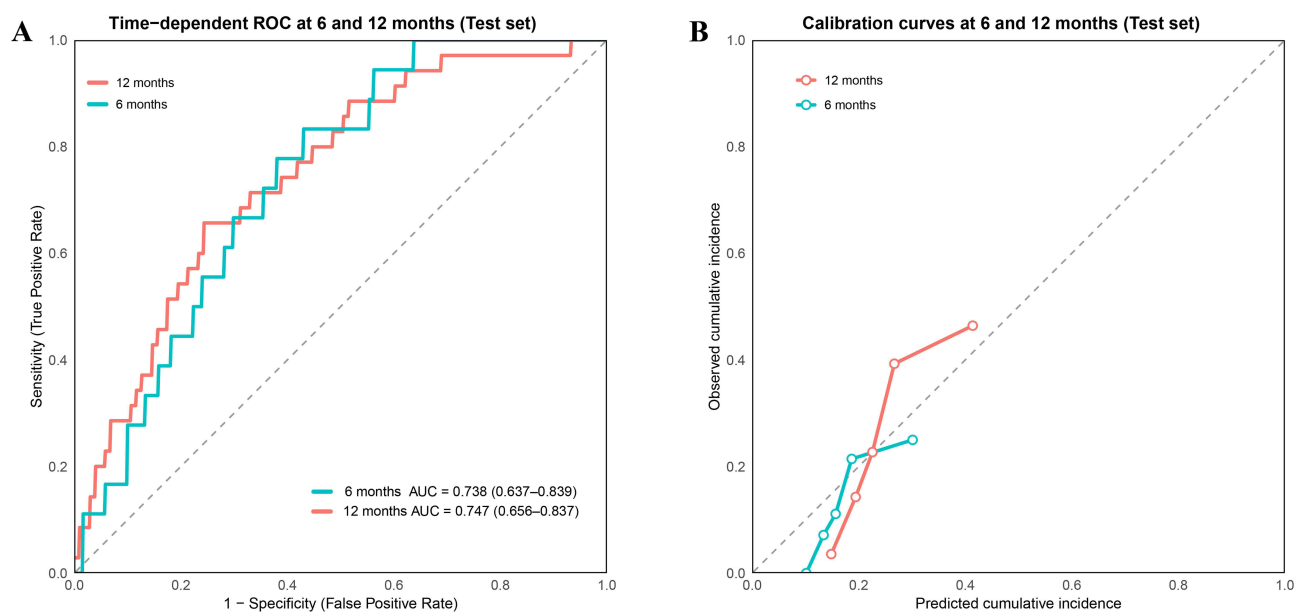 A
Time−dependent ROC at 6 and 12 months (Test set)
1.0
0.8
0.6
0.4
0.2
0.0
Sensitivity (True Positive Rate)
12 months
6 months
6 months AUC = 0.738 (0.637–0.839)
12 months AUC = 0.747 (0.656–0.837)
0.0
0.2
0.4
0.6
0.8
1.0
1 − Specificity (False Positive Rate)
B
Calibration curves at 6 and 12 months (Test set)
1.0
0.8
0.6
0.4
0.2
0.0
Observed cumulative incidence
12 months
6 months
0.0
0.2
0.4
0.6
0.8
1.0
Predicted cumulative incidence